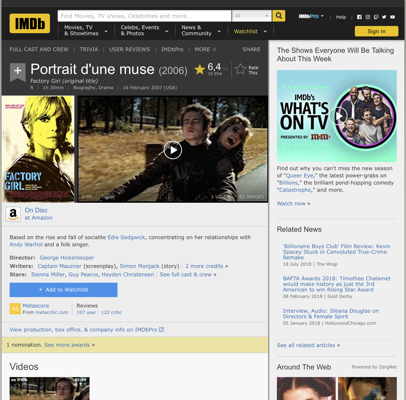 IMDb
Find Movies, TV shows, Celebrities and more...
All
IMDbPro
Help
Movies, TV
& Showtimes
Celebs, Events
& Photos
News &
Community
Watchlist
Sign in
FULL CAST AND CREW
TRIVIA
USER REVIEWS
IMDbPro
MORE
SHARE
Portrait d'une muse (2006)
Factory Girl (original title)
R
1h 30min
Biography, Drama
16 February 2007 (USA)
6,4
Rate
This
FACTORY
GIRL
On Disc
at Amazon
Based on the rise and fall of socialite Edie Sedgwick, concentrating on her relationships with
Andy Warhol and a folk singer.
Director: George Hickenlooper
Writers: Captain Mauzner (screenplay), Simon Monjack (story) | 2 more credits »
Stars: Sienna Miller, Guy Pearce, Hayden Christensen | See full cast & crew »
+ Add to Watchlist
Metascore
From metacritic.com
Reviews
107 user
122 critic
View production, box office, & company info on IMDbPro
1 nomination. See more awards »
Videos
The Shows Everyone Will Be Talking
About This Week
IMDb's
WHAT'S
ON TV
PRESENTED BY
Find out why you can't miss the new season
of "Queer Eye," the latest power-grabs on
"Billions," the brilliant pond-hopping comedy
"Catastrophe," and more.
Watch now »
Related News
'Billionaire Boys Club' Film Review: Kevin
Spacey Stuck in Convoluted True-Crime
Remake
18 July 2018 | The Wrap
BAFTA Awards 2018: Timothee Chalamet
would make history as just the 3rd
American to win Rising Star Award
08 February 2018 | Gold Derby
Interview, Audio: Ileana Douglas on
Directors & Female Spirit
05 January 2018 | HollywoodChicago.com
See all related articles »
Around The Web
Powered by ZergNet